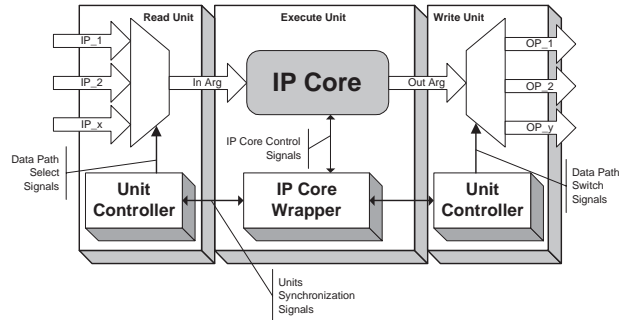 Read Unit
Execute Unit
Write Unit
IP_1
IP_2
IP_x
In Arg
IP Core
Out Arg
OP_1
OP_2
OP_y
Data Path
Select
Signals
IP Core Control
Signals
Data Path
Switch
Signals
Unit
Controller
IP Core
Wrapper
Unit
Controller
Units
Synchronization
Signals